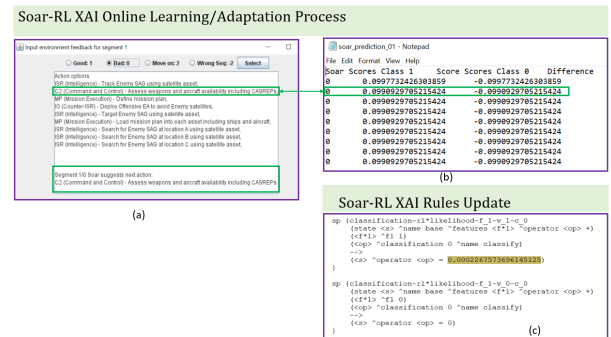 Soar-RL XAI Online Learning/Adaptation Process
Input environment feedback for segment 1
Good: 1 Bad: 0 Move on: 2 Wrong Seq: -2 Select
Action options:
ISR (Intelligence) - Track Enemy SAG using satellite asset,
C2 (Command and Control) - Assess weapons and aircraft availability including CASREPs,
MP (Mission Execution) - Define mission plan,
IO (Counter-ISR) - Deploy Offensive EA to avoid Enemy satellites,
ISR (Intelligence) - Target Enemy SAG using satellite asset,
MP (Mission Execution) - Load mission plan into each asset including ships and aircraft,
ISR (Intelligence) - Search for Enemy SAG at location A using satellite asset,
ISR (Intelligence) - Search for Enemy SAG at location B using satellite asset,
ISR (Intelligence) - Search for Enemy SAG at location C using satellite asset,
Segment 1/0 Soar suggests next action:
C2 (Command and Control) - Assess weapons and aircraft availability including CASREPs
(a)
soar_prediction_01 - Notepad
File Edit Format View Help
Soar Scores Class 1 Score Scores Class 0 Difference
0 0.0997732426303859 -0.0997732426303859
0 0.0990929705215424 -0.0990929705215424
0 0.0990929705215424 -0.0990929705215424
0 0.0990929705215424 -0.0990929705215424
0 0.0990929705215424 -0.0990929705215424
0 0.0990929705215424 -0.0990929705215424
0 0.0990929705215424 -0.0990929705215424
0 0.0990929705215424 -0.0990929705215424
(b)
Soar-RL XAI Rules Update
sp {classification-rl*likelihood-f_1-v_1-c_0
(state <s> ^name base ^features <f*1> ^operator <op> +)
(<f*1> ^f1 1)
(<op> ^classification 0 ^name classify)
-->
(<s> ^operator <op> = 0.0002267573696145125)
}
sp {classification-rl*likelihood-f_1-v_0-c_0
(state <s> ^name base ^features <f*1> ^operator <op> +)
(<f*1> ^f1 0)
(<op> ^classification 0 ^name classify)
-->
(<s> ^operator <op> = 0)
}
(c)